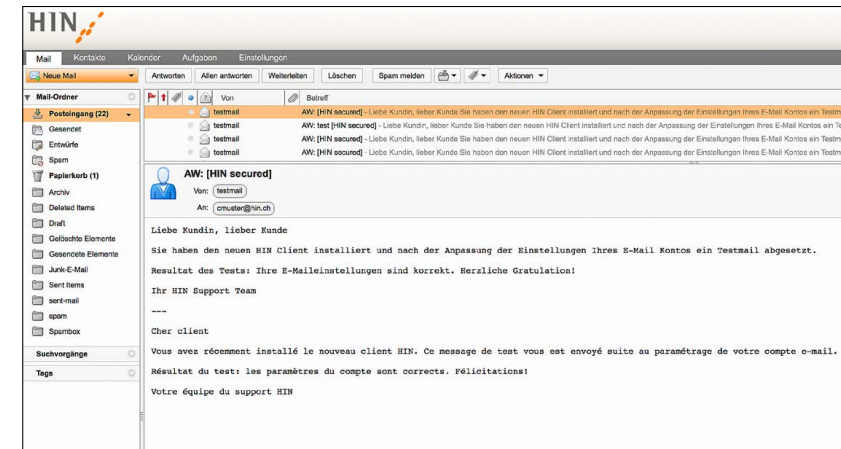 HIN
Mail Kontakte Kalender Aufgaben Einstellungen
Neue Mail Antworten Allen antworten Weiterleiten Löschen Spam melden Aktionen
Mail-Ordner Von Betreff
Posteingang (22) testmail AW: [HIN secured] - Liebe Kundin, lieber Kunde Sie haben den neuen HIN Client installiert und nach der Anpassung der Einstellungen Ihres E-Mail Kontos ein Testm
Gesendet testmail AW: test [HIN secured] - Liebe Kundin, lieber Kunde Sie haben den neuen HIN Client installiert und nach der Anpassung der Einstellungen Ihres E-Mail Kontos ein Te
Entwürfe testmail AW: [HIN secured] - Liebe Kundin, lieber Kunde Sie haben den neuen HIN Client installiert und nach der Anpassung der Einstellungen Ihres E-Mail Kontos ein Testm
Spam testmail AW: [HIN secured] - Liebe Kundin, lieber Kunde Sie haben den neuen HIN Client installiert und nach der Anpassung der Einstellungen Ihres E-Mail Kontos ein Testm
Papierkorb (1)
Archiv
Deleted Items
Draft
Gelöschte Elemente
Gesendete Elemente
Junk-E-Mail
Sent Items
sent-mail
spam
Spambox
Suchvorgänge
Tags
AW: [HIN secured]
Von: testmail
An: cmuster@hin.ch
Liebe Kundin, lieber Kunde
Sie haben den neuen HIN Client installiert und nach der Anpassung der Einstellungen Ihres E-Mail Kontos ein Testmail abgesetzt.
Resultat des Tests: Ihre E-Maileinstellungen sind korrekt. Herzliche Gratulation!
Ihr HIN Support Team
---
Cher client
Vous avez récemment installé le nouveau client HIN. Ce message de test vous est envoyé suite au paramétrage de votre compte e-mail.
Résultat du test: les paramètres du compte sont corrects. Félicitations!
Votre équipe du support HIN